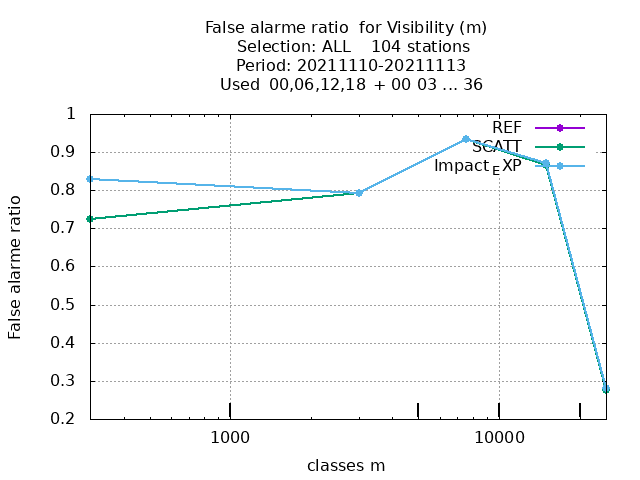 False alarme ratio  for Visibility (m)
Selection: ALL    104 stations
Period: 20211110-20211113
Used  00,06,12,18  + 00 03 ... 36
1
0.9
0.8
0.7
0.6
0.5
0.4
0.3
0.2
REF
SCATT
Impact_EXP
False alarme ratio
1000
10000
classes m